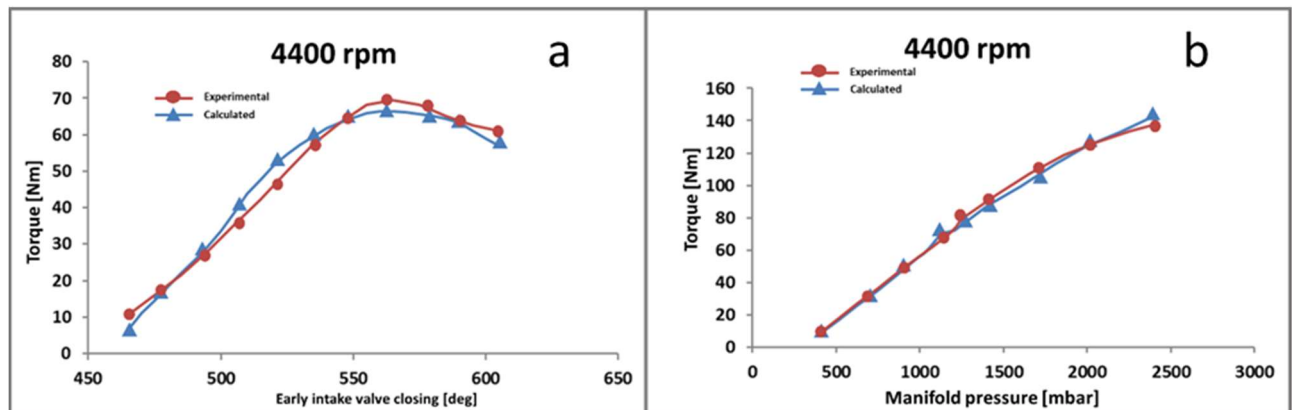 4400 rpm
a
Experimental
Calculated
80
70
60
50
40
30
20
10
0
Torque [Nm]
450 500 550 600 650
Early intake valve closing [deg]
4400 rpm
b
Experimental
Calculated
160
140
120
100
80
60
40
20
0
Torque [Nm]
0 500 1000 1500 2000 2500 3000
Manifold pressure [mbar]